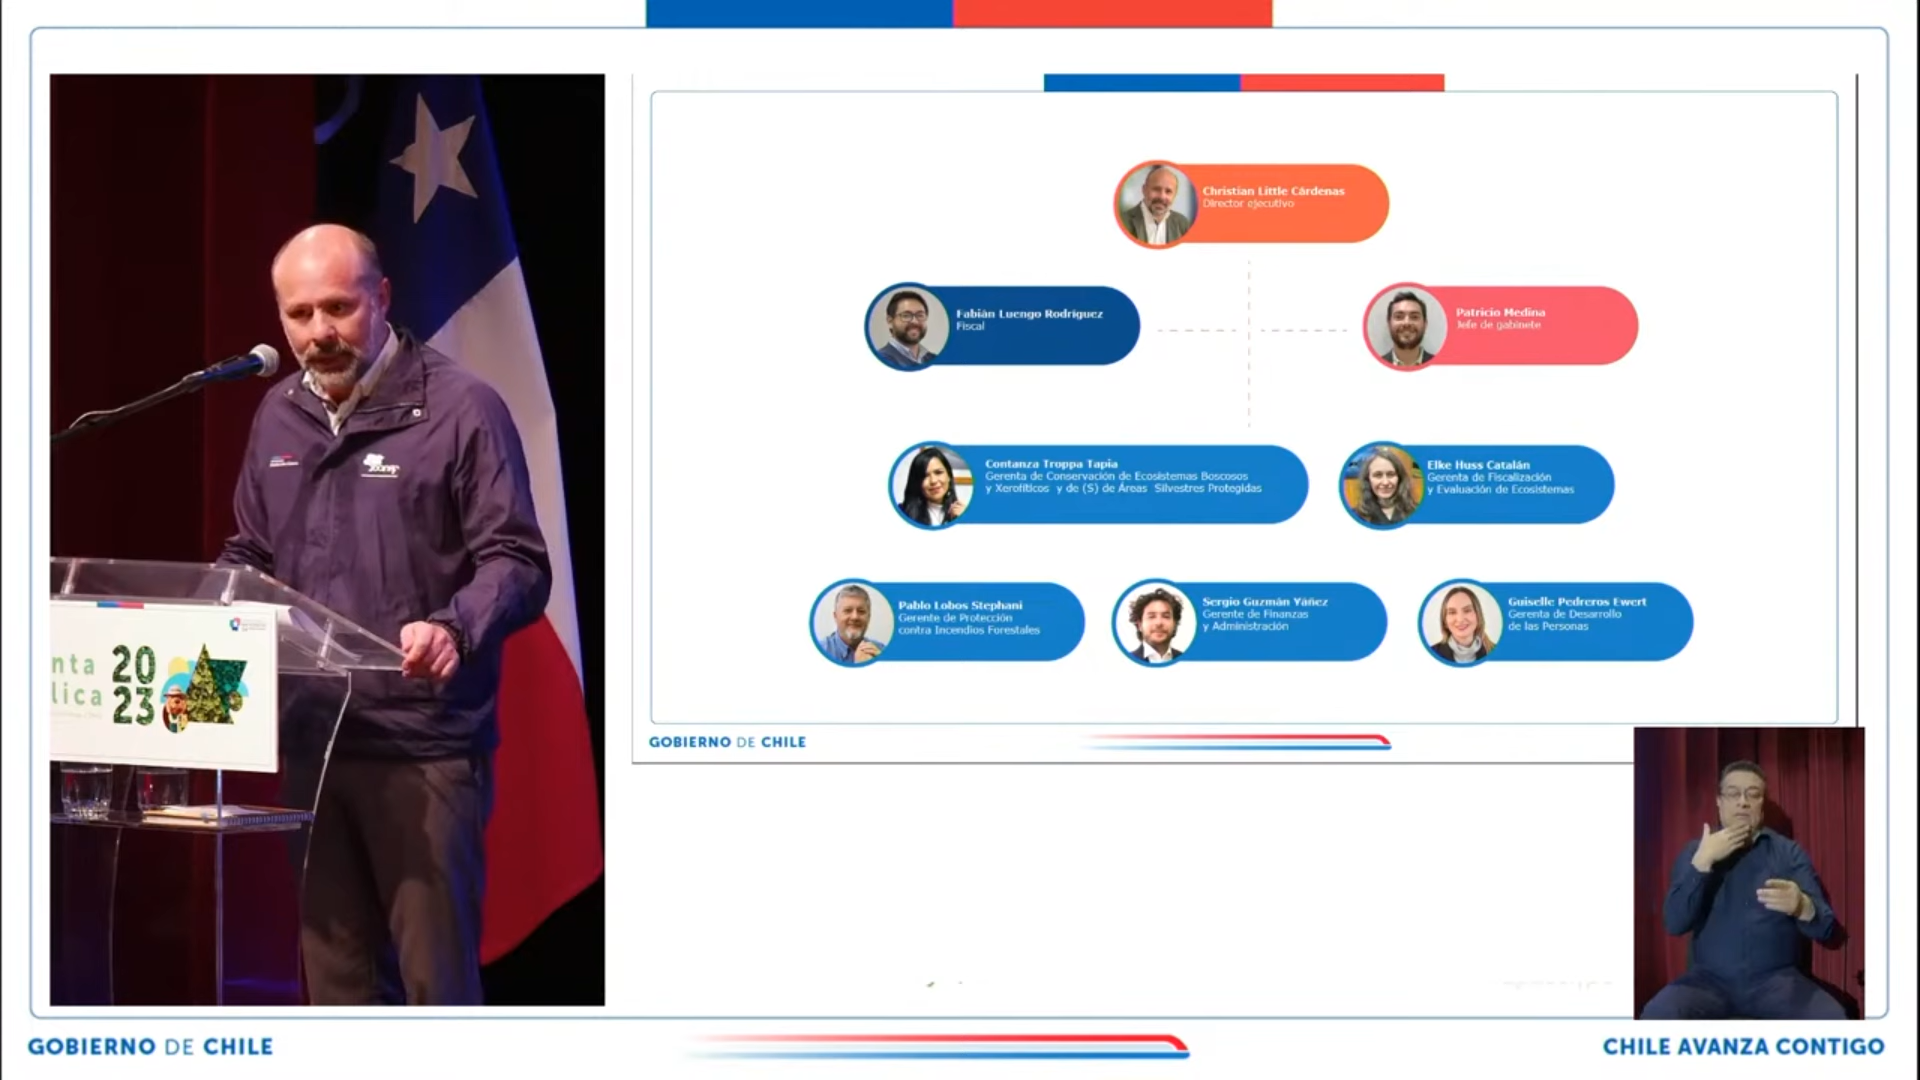 Christian Little Cárdenas
Director ejecutivo
Fabián Luengo Rodríguez
Fiscal
Patricio Medina
Jefe de gabinete
Contanza Troppa Tapia
Gerenta de Conservación de Ecosistemas Boscosos
y Xerofíticos y de (S) de Áreas Silvestres Protegidas
Elke Huss Catalán
Gerenta de Fiscalización
y Evaluación de Ecosistemas
Pablo Lobos Stephani
Gerente de Protección
contra Incendios Forestales
Sergio Guzmán Yáñez
Gerente de Finanzas
y Administración
Guiselle Pedreros Ewert
Gerenta de Desarrollo
de las Personas
GOBIERNO DE CHILE
nta
lica
20
23
GOBIERNO DE CHILE
CHILE AVANZA CONTIGO